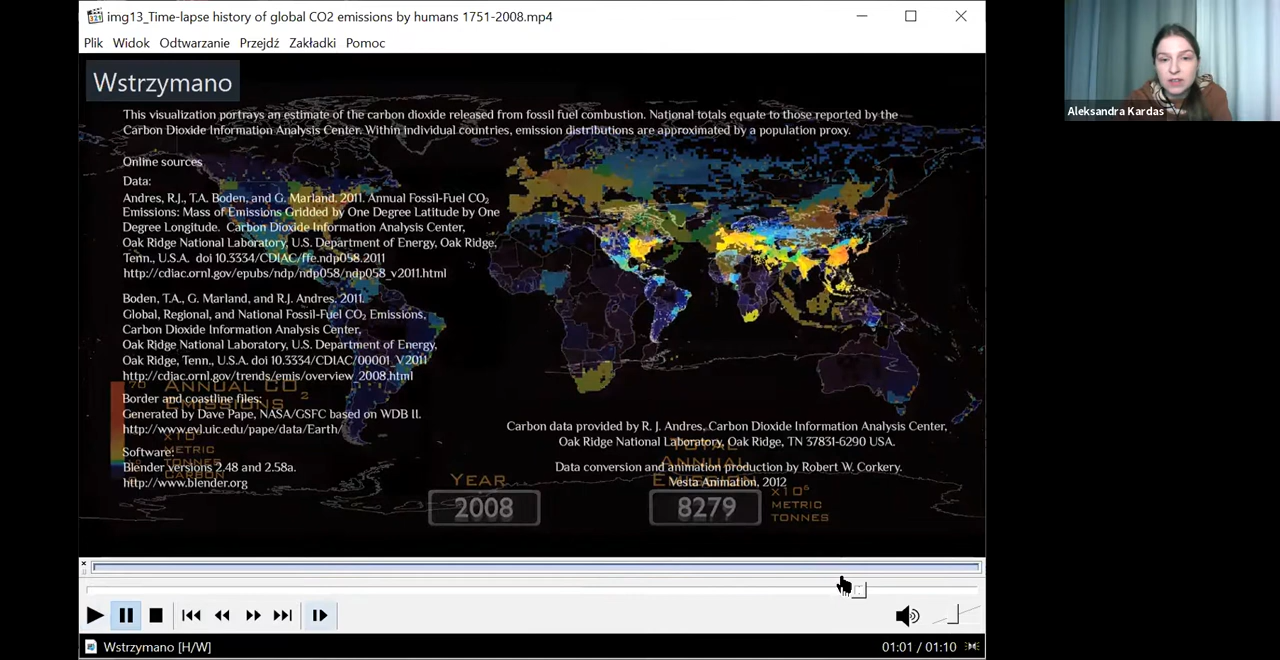 img13_Time-lapse history of global CO2 emissions by humans 1751-2008.mp4
Plik Widok Odtwarzanie Przejdź Zakładki Pomoc
Wstrzymano
Aleksandra Kardas
This visualization portrays an estimate of the carbon dioxide released from fossil fuel combustion. National totals equate to those reported by the
Carbon Dioxide Information Analysis Center. Within individual countries, emission distributions are approximated by a population proxy.
Online sources
Data:
Andres, R.J., T.A. Boden, and G. Marland. 2011. Annual Fossil-Fuel CO₂
Emissions: Mass of Emissions Gridded by One Degree Latitude by One
Degree Longitude. Carbon Dioxide Information Analysis Center,
Oak Ridge National Laboratory, U.S. Department of Energy, Oak Ridge,
Tenn., U.S.A. doi 10.3334/CDIAC/ffe.ndp058.2011
http://cdiac.ornl.gov/epubs/ndp/ndp058/ndp058_v2011.html
Boden, T.A., G. Marland, and R.J. Andres. 2011.
Global, Regional, and National Fossil-Fuel CO₂ Emissions,
Carbon Dioxide Information Analysis Center,
Oak Ridge National Laboratory, U.S. Department of Energy,
Oak Ridge, Tenn., U.S.A. doi 10.3334/CDIAC/00001_V2011
http://cdiac.ornl.gov/trends/emis/overview_2008.html
70 ANNUAL CO₂
EMISSIONS
Border and coastline files:
Generated by Dave Pape, NASA/GSFC based on WDB II.
http://www.evl.uic.edu/pape/data/Earth/
METRIC
TONNES
CARBON
Software:
Blender versions 2.48 and 2.58a.
http://www.blender.org
Carbon data provided by R. J. Andres, Carbon Dioxide Information Analysis Center,
Oak Ridge National Laboratory, Oak Ridge, TN 37831-6290 USA.
Data conversion and animation production by Robert W. Corkery.
Vesta Animation, 2012
YEAR
2008
TOTAL
ANNUAL
8279
x10⁶
METRIC
TONNES
Wstrzymano [H/W]
01:01 / 01:10